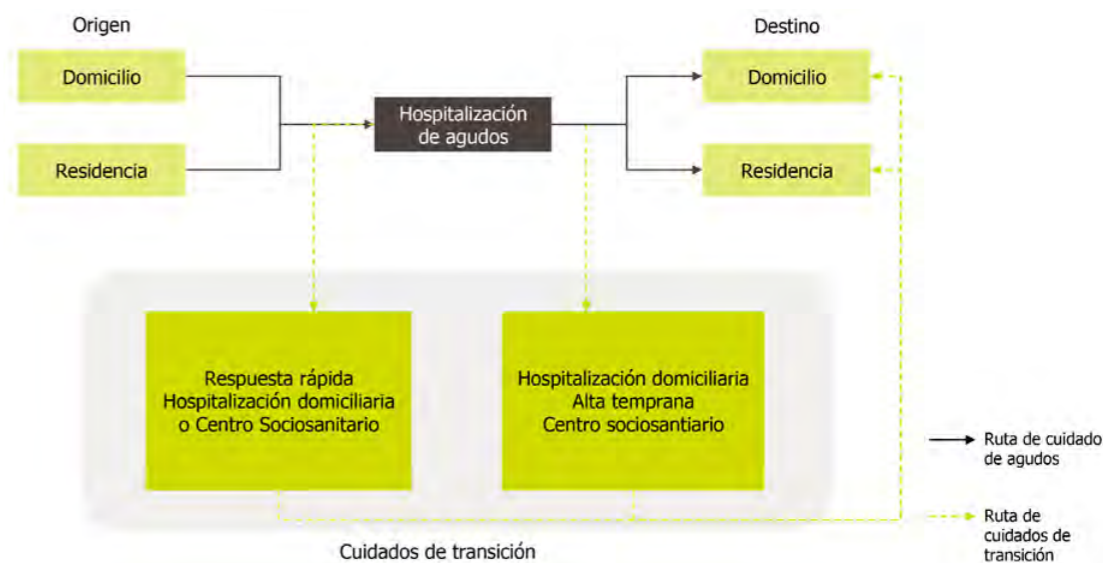 Origen
Destino
Domicilio
Domicilio
Hospitalización
de agudos
Residencia
Residencia
Respuesta rápida
Hospitalización domiciliaria
o Centro Sociosanitario
Hospitalización domiciliaria
Alta temprana
Centro sociosantiario
Ruta de cuidado
de agudos
Ruta de
cuidados de
transición
Cuidados de transición